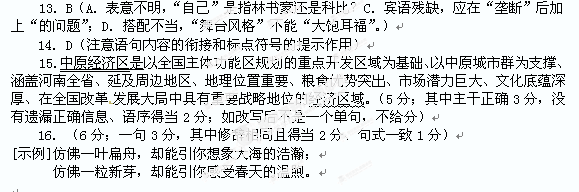 13. B(A. 表意不明，“自己”是指林书豪还是科比？C. 宾语残缺，应在“垄断”后加
上“的问题”；D. 搭配不当，“舞台风格”不能“大饱耳福”。)
14. D(注意语句内容的衔接和标点符号的提示作用)
15.中原经济区是以全国主体功能区规划的重点开发区域为基础、以中原城市群为支撑、
涵盖河南全省、延及周边地区、地理位置重要、粮食优势突出、市场潜力巨大、文化底蕴深
厚、在全国改革发展大局中具有重要战略地位的经济区域。(5分；其中主干正确3分，没
有遗漏正确信息、语序得当2分；如改写后不是一个单句，不给分)
16. (6分；一句3分，其中修辞相同且得当2分、句式一致1分)
[示例]仿佛一叶扁舟，却能引你想象大海的浩瀚；
仿佛一粒新芽，却能引你感受春天的温煦。